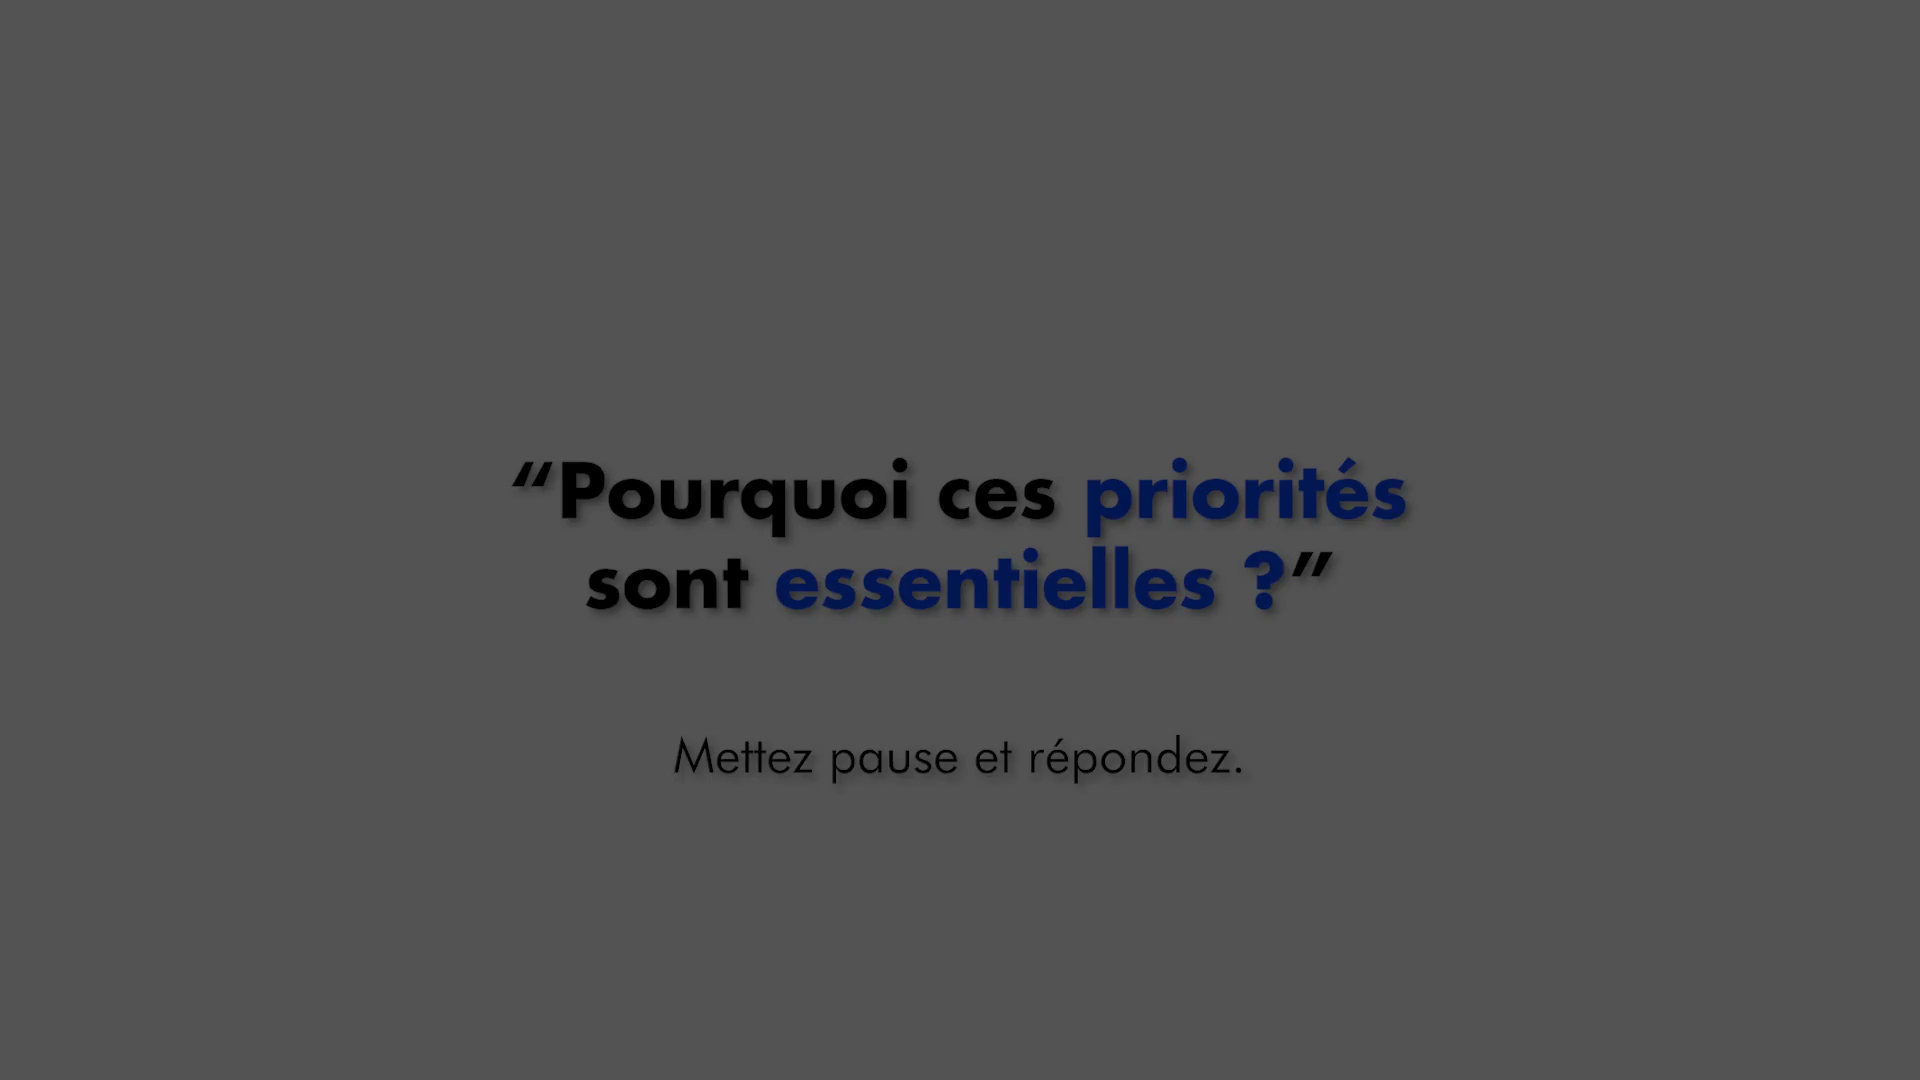 “Pourquoi ces priorités
sont essentielles ?”
Mettez pause et répondez.